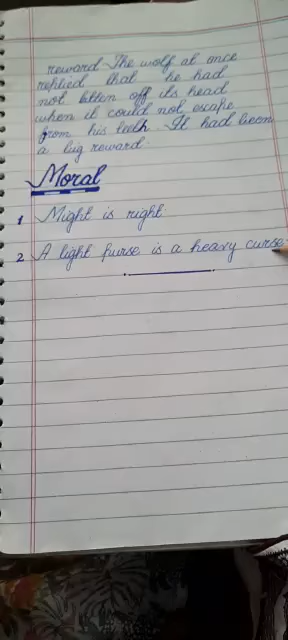 reward. The wolf at once
replied that he had
not bitten off its head
when it could not escape
from his teeth. It had been
a big reward.
Moral
1 Might is right.
2 A light purse is a heavy curse